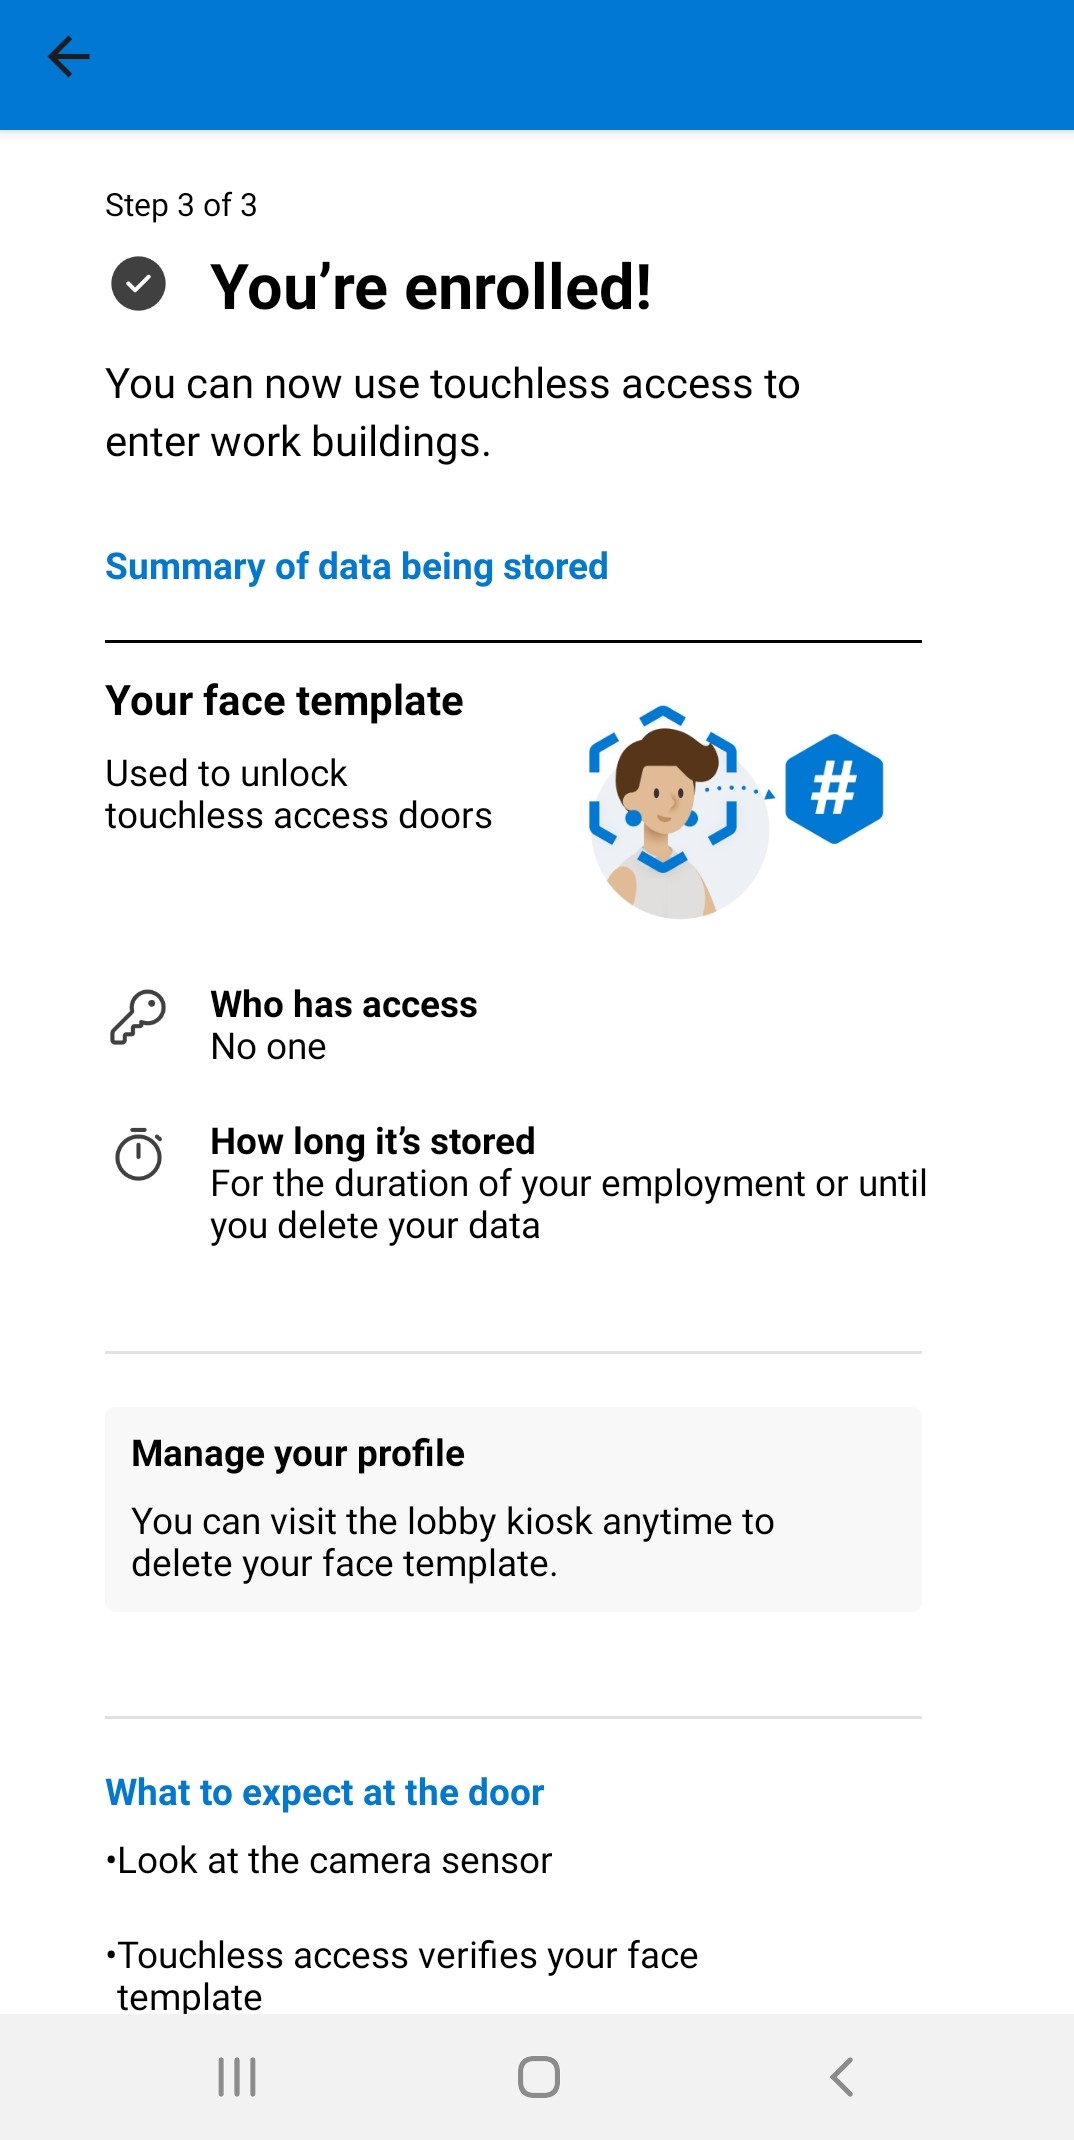 Step 3 of 3
You’re enrolled!
You can now use touchless access to
enter work buildings.
Summary of data being stored
Your face template
Used to unlock
touchless access doors
#
Who has access
No one
How long it’s stored
For the duration of your employment or until
you delete your data
Manage your profile
You can visit the lobby kiosk anytime to
delete your face template.
What to expect at the door
•Look at the camera sensor
•Touchless access verifies your face
template